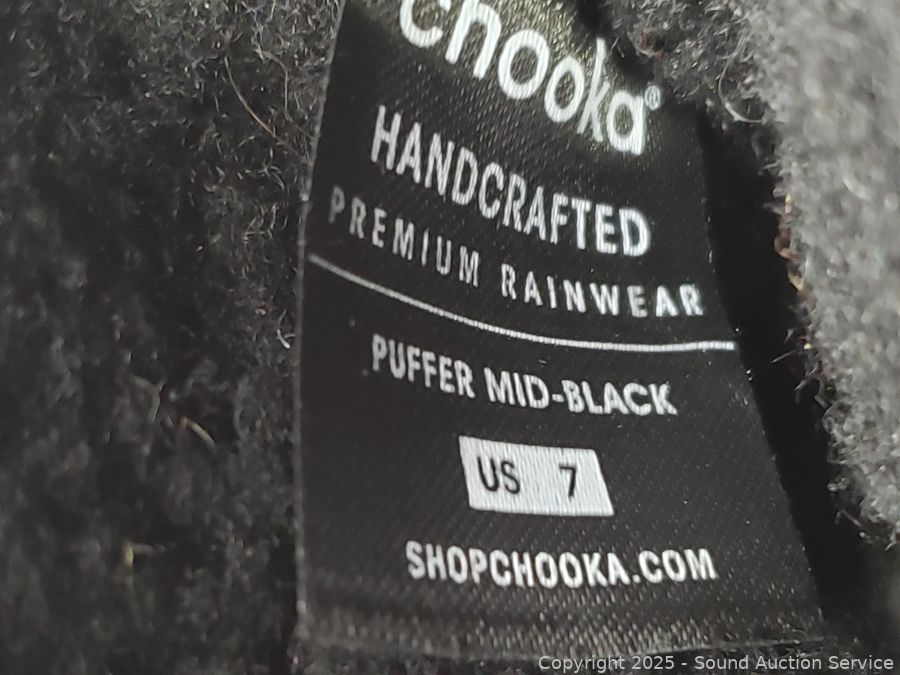 chooka®
HANDCRAFTED
PREMIUM RAINWEAR
PUFFER MID-BLACK
US 7
SHOPCHOOKA.COM
Copyright 2025 - Sound Auction Service